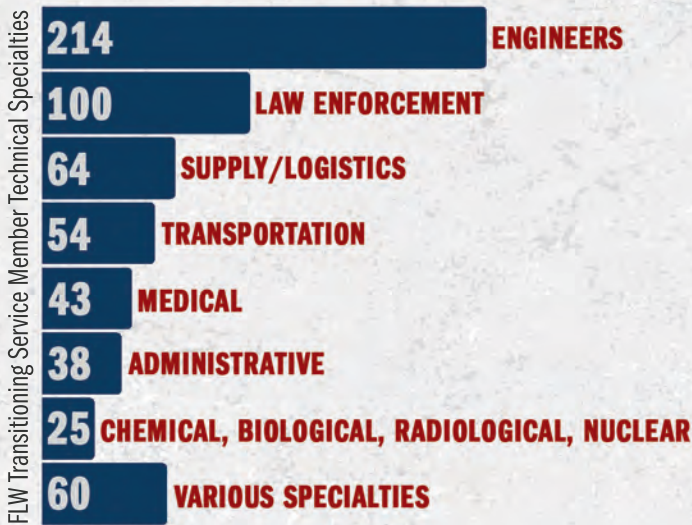 FLW Transitioning Service Member Technical Specialties
214 ENGINEERS
100 LAW ENFORCEMENT
64 SUPPLY/LOGISTICS
54 TRANSPORTATION
43 MEDICAL
38 ADMINISTRATIVE
25 CHEMICAL, BIOLOGICAL, RADIOLOGICAL, NUCLEAR
60 VARIOUS SPECIALTIES